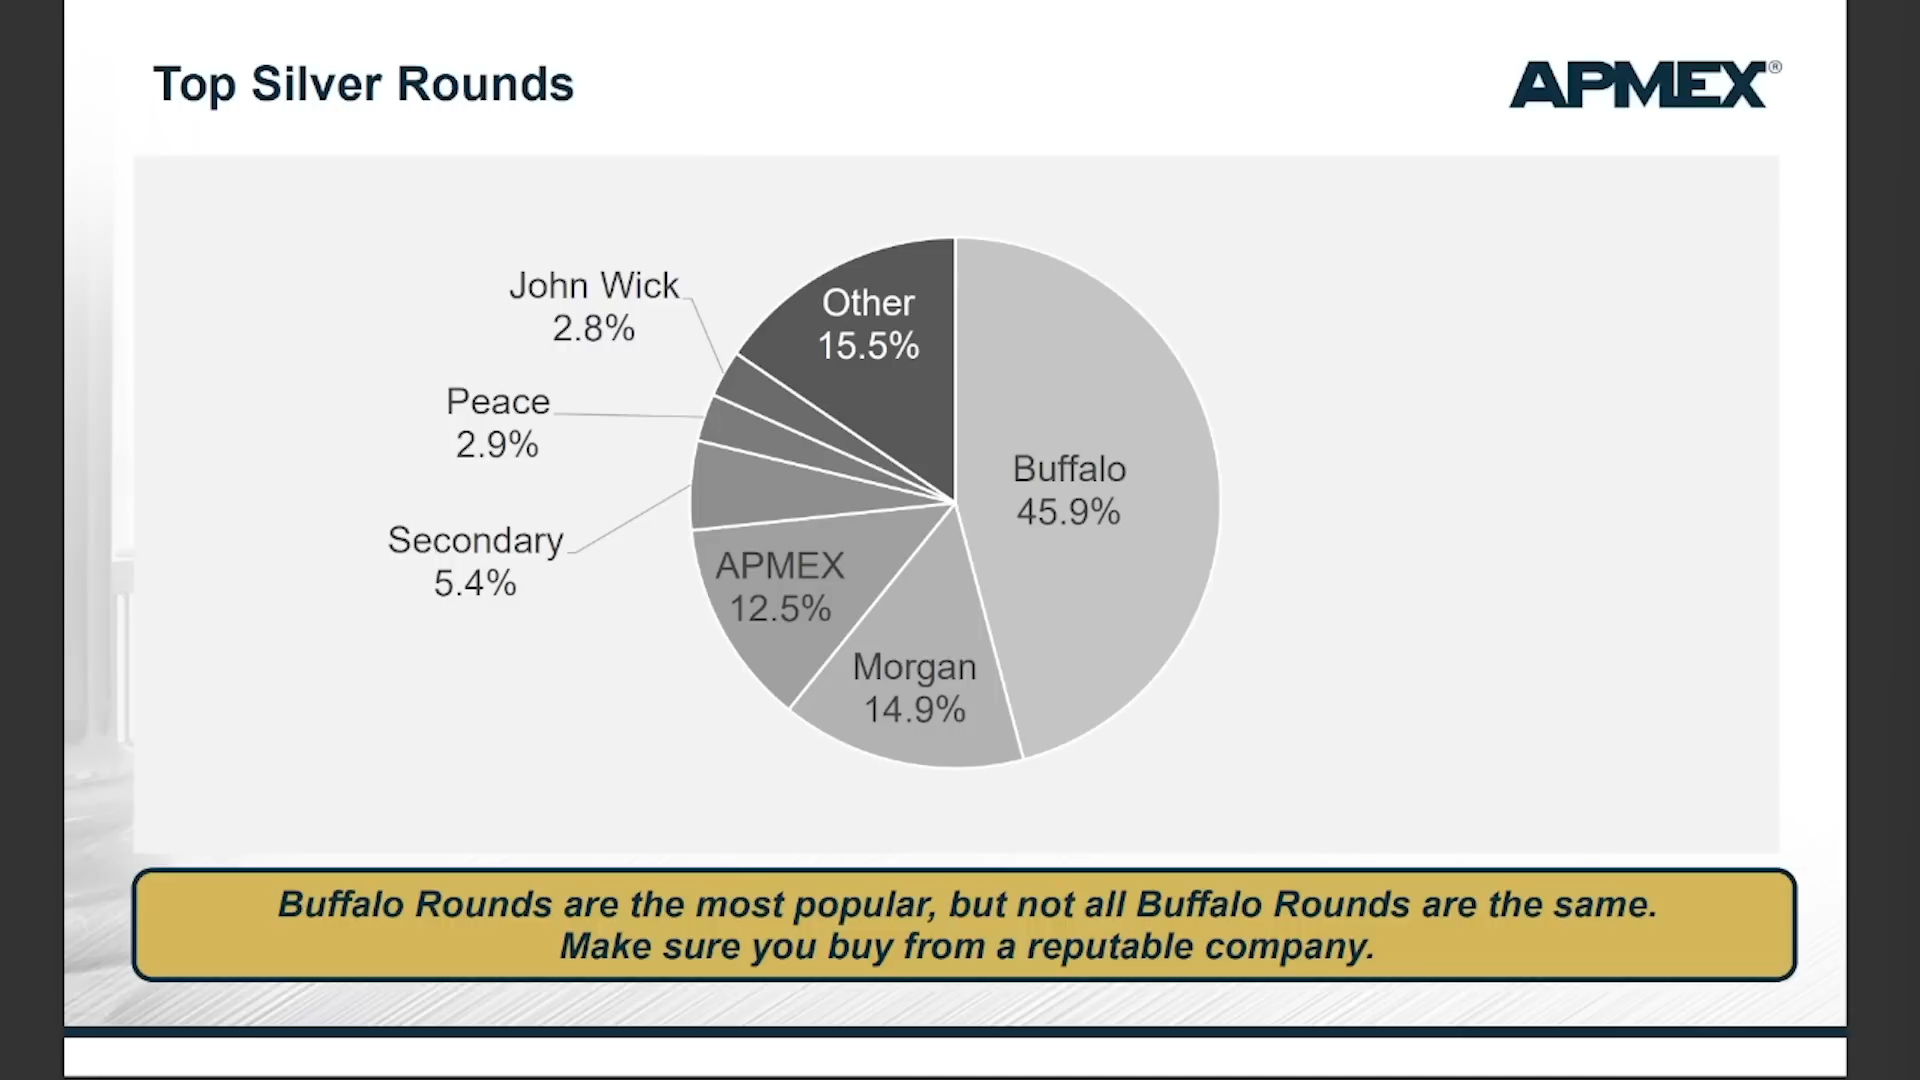 Top Silver Rounds
APMEX®
John Wick
2.8%
Other
15.5%
Peace
2.9%
Buffalo
45.9%
Secondary
5.4%
APMEX
12.5%
Morgan
14.9%
Buffalo Rounds are the most popular, but not all Buffalo Rounds are the same.
Make sure you buy from a reputable company.